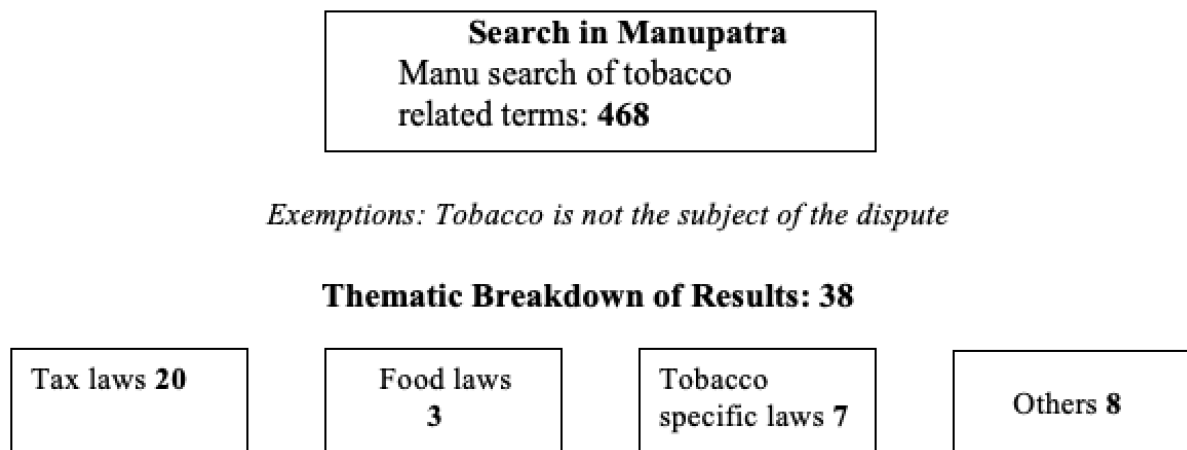 Search in Manupatra
Manu search of tobacco
related terms: 468
Exemptions: Tobacco is not the subject of the dispute
Thematic Breakdown of Results: 38
Tax laws 20
Food laws
3
Tobacco
specific laws 7
Others 8